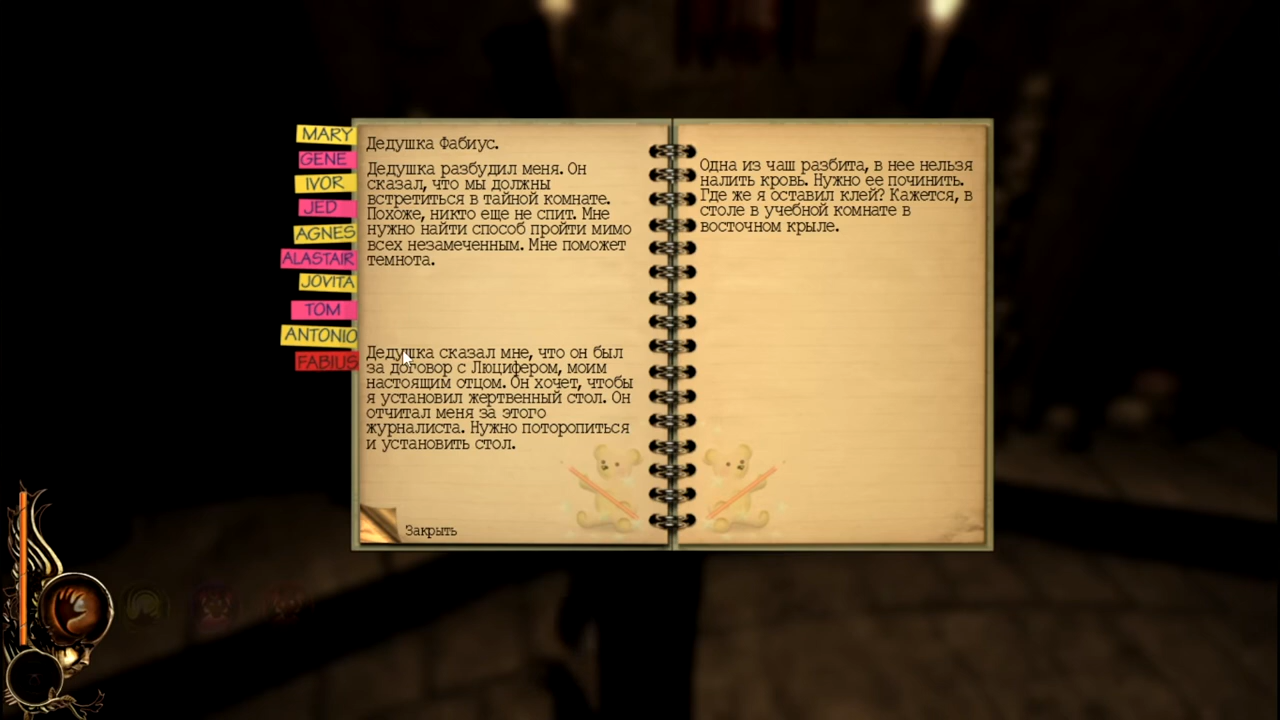 MARY
GENE
IVOR
JED
AGNES
ALASTAIR
JOVITA
TOM
ANTONIO
FABIUS
Дедушка Фабиус.
Дедушка разбудил меня. Он
сказал, что мы должны
встретиться в тайной комнате.
Похоже, никто еще не спит. Мне
нужно найти способ пройти мимо
всех незамеченным. Мне поможет
темнота.
Дедушка сказал мне, что он был
за договор с Люцифером, моим
настоящим отцом. Он хочет, чтобы
я установил жертвенный стол. Он
отчитал меня за этого
журналиста. Нужно поторопиться
и установить стол.
Закрыть
Одна из чаш разбита, в нее нельзя
налить кровь. Нужно ее починить.
Где же я оставил клей? Кажется, в
столе в учебной комнате в
восточном крыле.